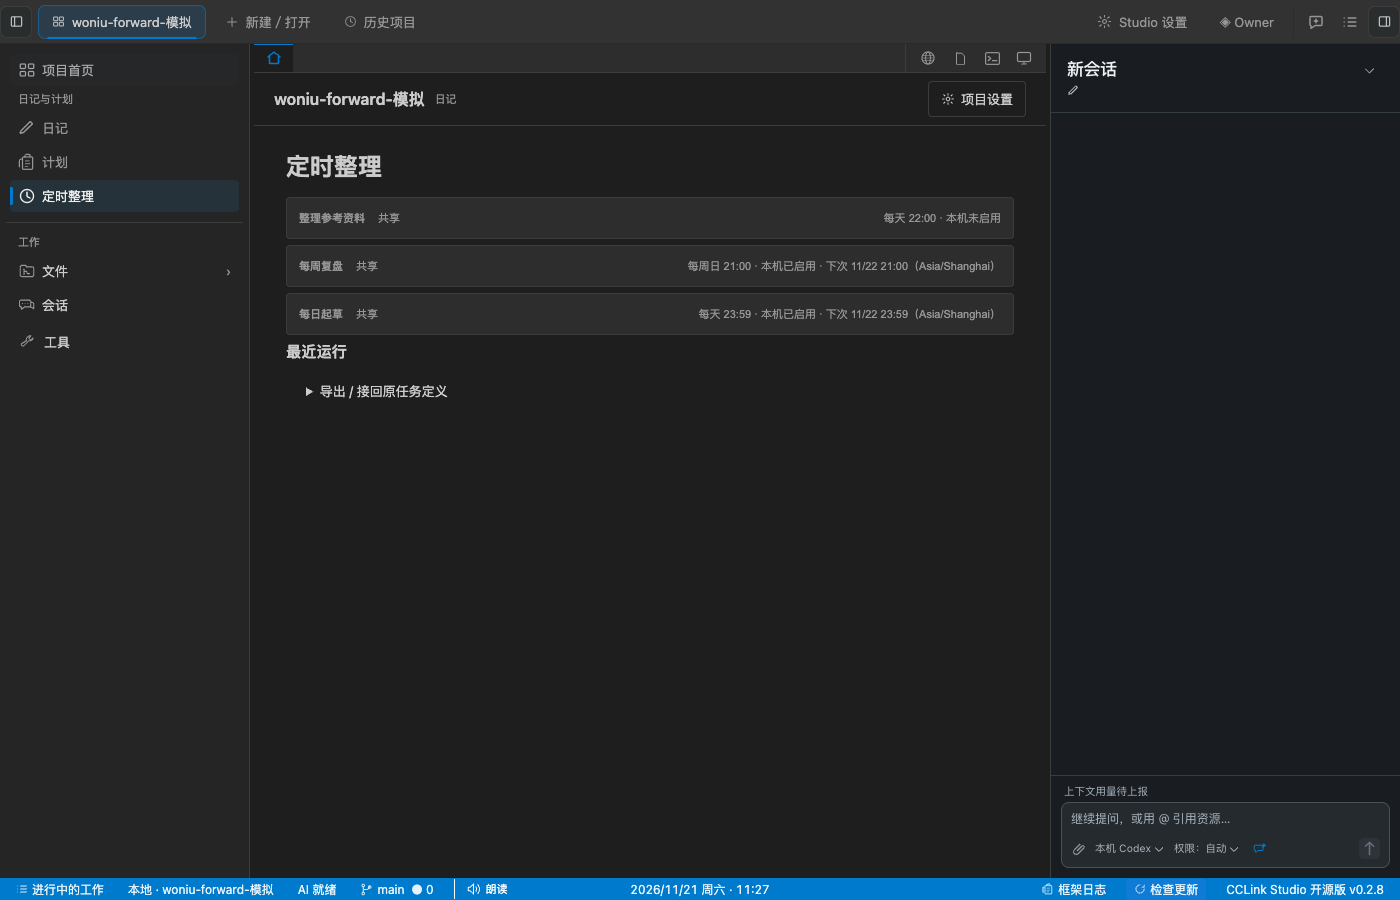 woniu-forward-模拟
新建 / 打开
历史项目
Studio 设置
Owner
项目首页
日记与计划
日记
计划
定时整理
工作
文件
会话
工具
woniu-forward-模拟 日记
项目设置
定时整理
整理参考资料 共享 每天 22:00 · 本机未启用
每周复盘 共享 每周日 21:00 · 本机已启用 · 下次 11/22 21:00（Asia/Shanghai）
每日起草 共享 每天 23:59 · 本机已启用 · 下次 11/22 23:59（Asia/Shanghai）
最近运行
导出 / 接回原任务定义
新会话
上下文用量待上报
继续提问，或用 @ 引用资源...
本机 Codex 权限：自动
进行中的工作 本地 · woniu-forward-模拟 AI 就绪 main 0 朗读 2026/11/21 周六 · 11:27 框架日志 检查更新 CCLink Studio 开源版 v0.2.8